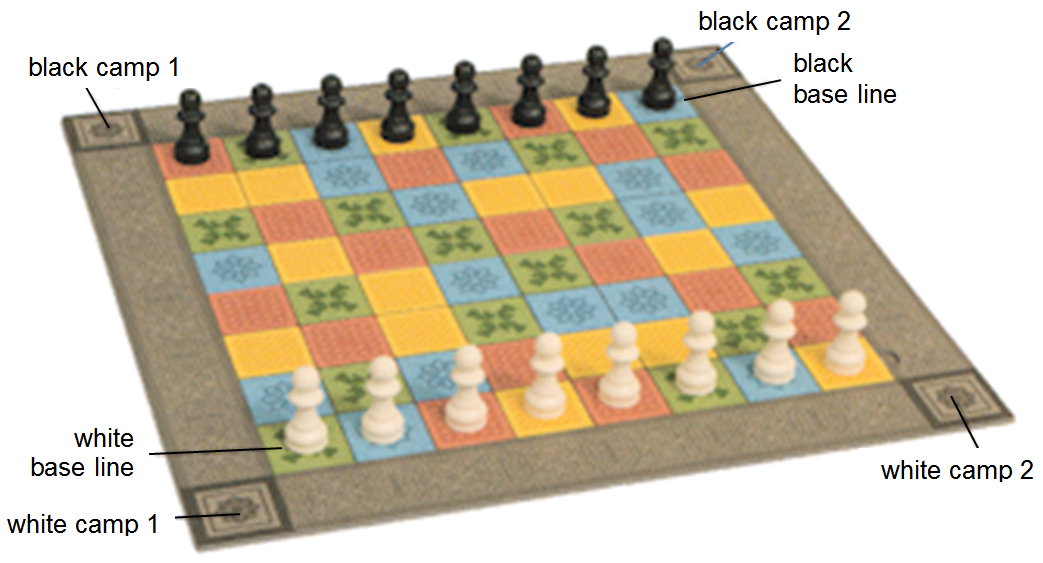 black camp 2
black camp 1
black
base line
white
base line
white camp 2
white camp 1